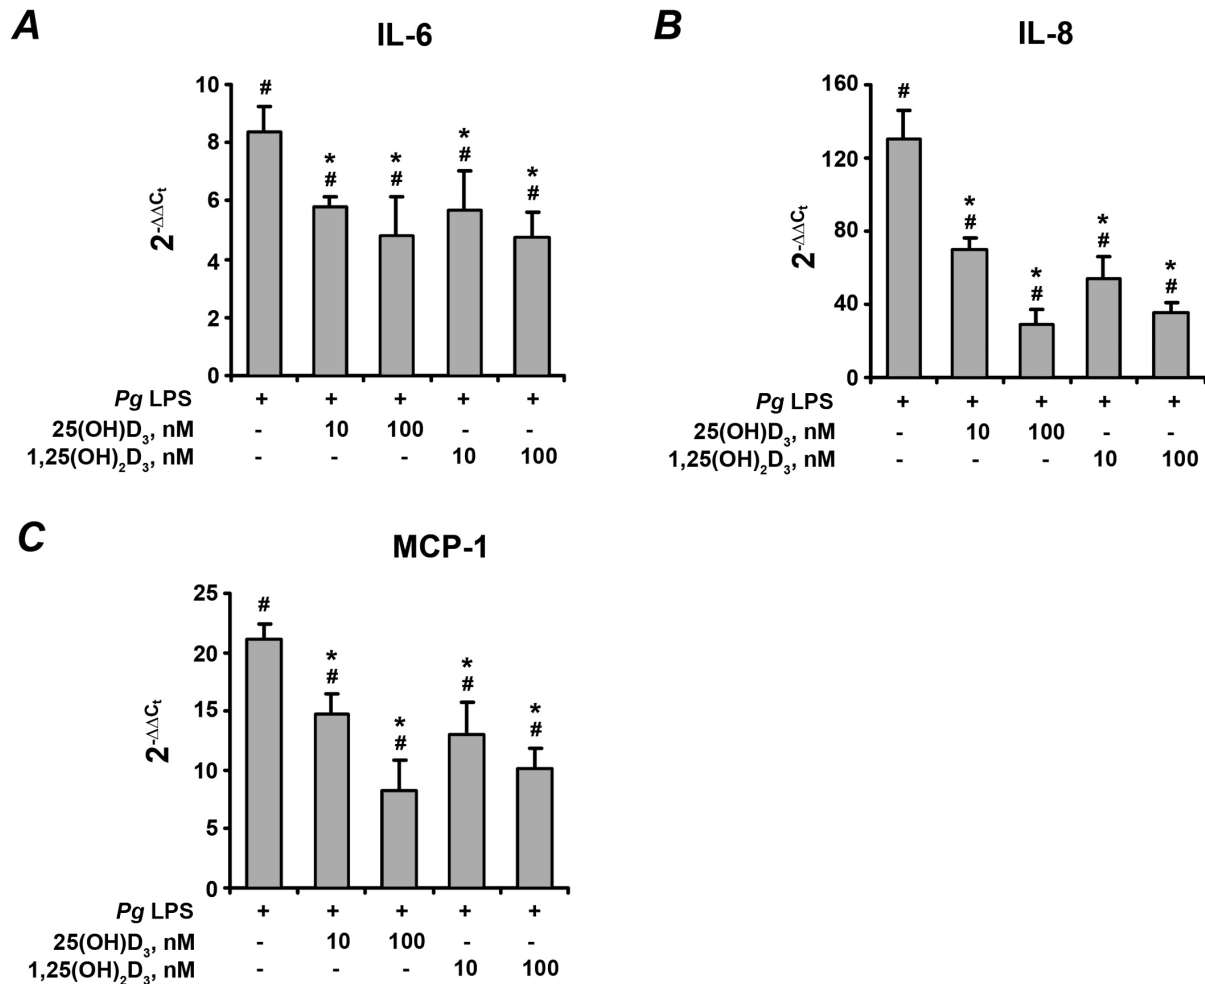 A
IL-6
2-ΔΔCt
10
8
6
4
2
0
#
*
#
*
#
*
#
*
#
Pg LPS + + + + +
25(OH)D3, nM - 10 100 - -
1,25(OH)2D3, nM - - - 10 100
B
IL-8
2-ΔΔCt
160
120
80
40
0
#
*
#
*
#
*
#
*
#
Pg LPS + + + + +
25(OH)D3, nM - 10 100 - -
1,25(OH)2D3, nM - - - 10 100
C
MCP-1
2-ΔΔCt
25
20
15
10
5
0
#
*
#
*
#
*
#
*
#
Pg LPS + + + + +
25(OH)D3, nM - 10 100 - -
1,25(OH)2D3, nM - - - 10 100